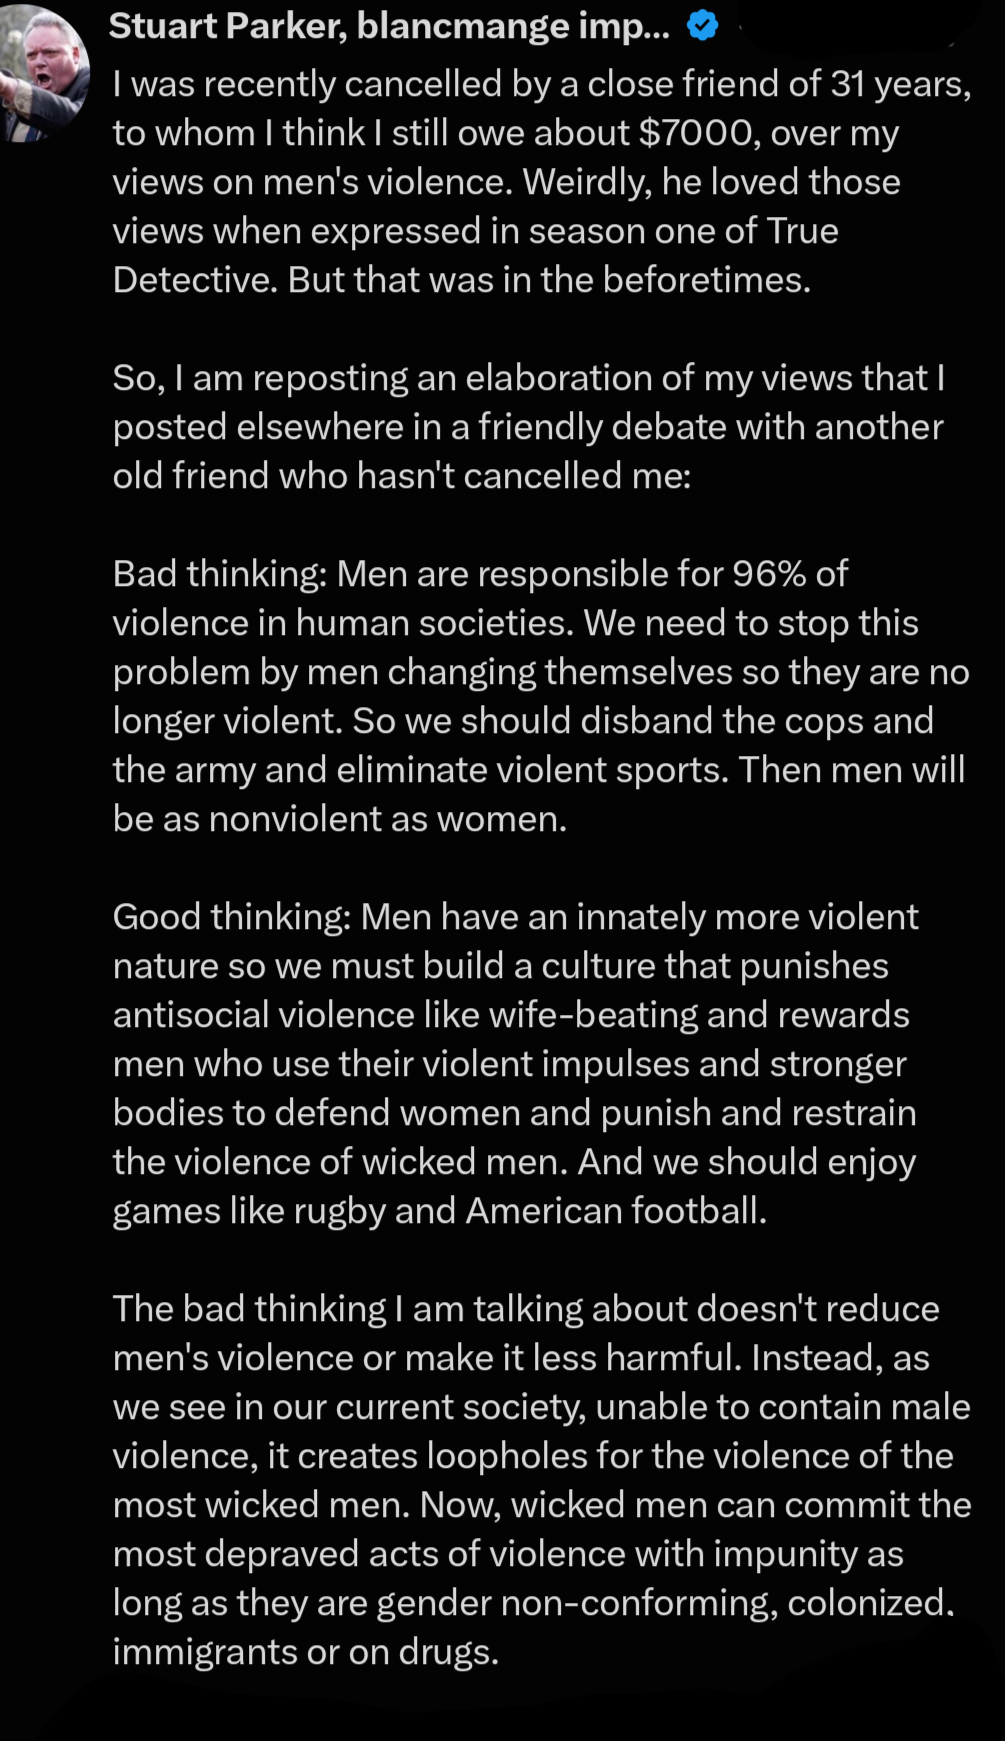 Stuart Parker, blancmange imp...
I was recently cancelled by a close friend of 31 years,
to whom I think I still owe about $7000, over my
views on men's violence. Weirdly, he loved those
views when expressed in season one of True
Detective. But that was in the beforetimes.
So, I am reposting an elaboration of my views that I
posted elsewhere in a friendly debate with another
old friend who hasn't cancelled me:
Bad thinking: Men are responsible for 96% of
violence in human societies. We need to stop this
problem by men changing themselves so they are no
longer violent. So we should disband the cops and
the army and eliminate violent sports. Then men will
be as nonviolent as women.
Good thinking: Men have an innately more violent
nature so we must build a culture that punishes
antisocial violence like wife-beating and rewards
men who use their violent impulses and stronger
bodies to defend women and punish and restrain
the violence of wicked men. And we should enjoy
games like rugby and American football.
The bad thinking I am talking about doesn't reduce
men's violence or make it less harmful. Instead, as
we see in our current society, unable to contain male
violence, it creates loopholes for the violence of the
most wicked men. Now, wicked men can commit the
most depraved acts of violence with impunity as
long as they are gender non-conforming, colonized,
immigrants or on drugs.